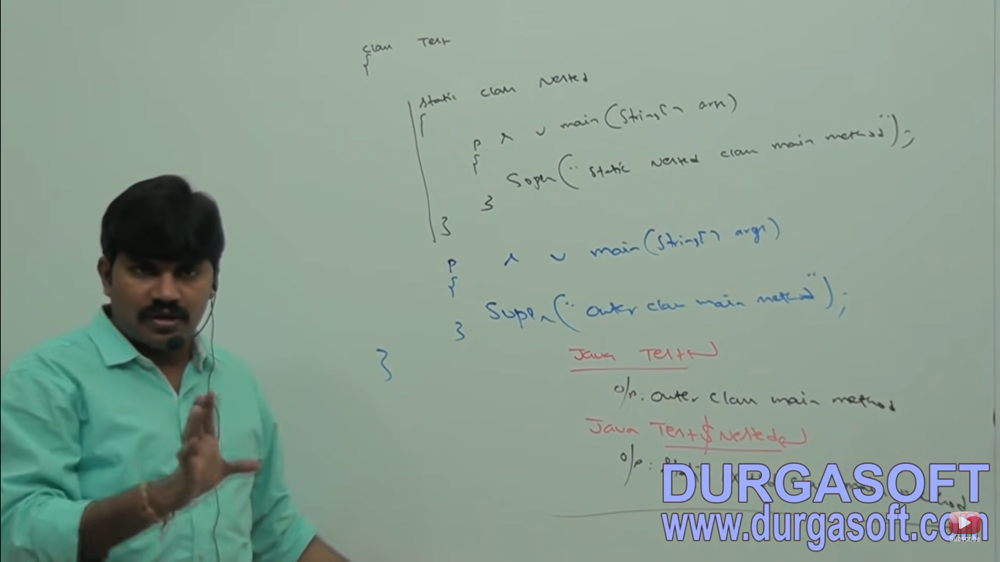 class Test
{
static class Nested
{
p s v main(String[] args)
{
Sopln("static nested class main method");
}
}
p s v main(String[] args)
{
Sopln("outer class main method");
}
}
Java Test↵
o/p: outer class main method
Java Test$Nested↵
o/p:
DURGASOFT
www.durgasoft.com
Subscribe